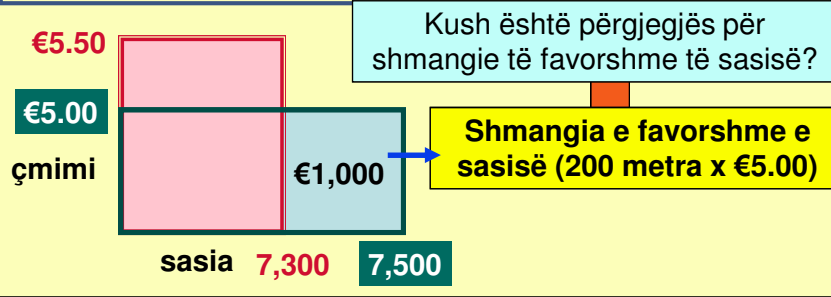 Kush është përgjegjës për
shmangie të favorshme të sasisë?
€5.50
€5.00
Shmangia e favorshme e
sasisë (200 metra x €5.00)
çmimi
€1,000
sasia 7,300 7,500